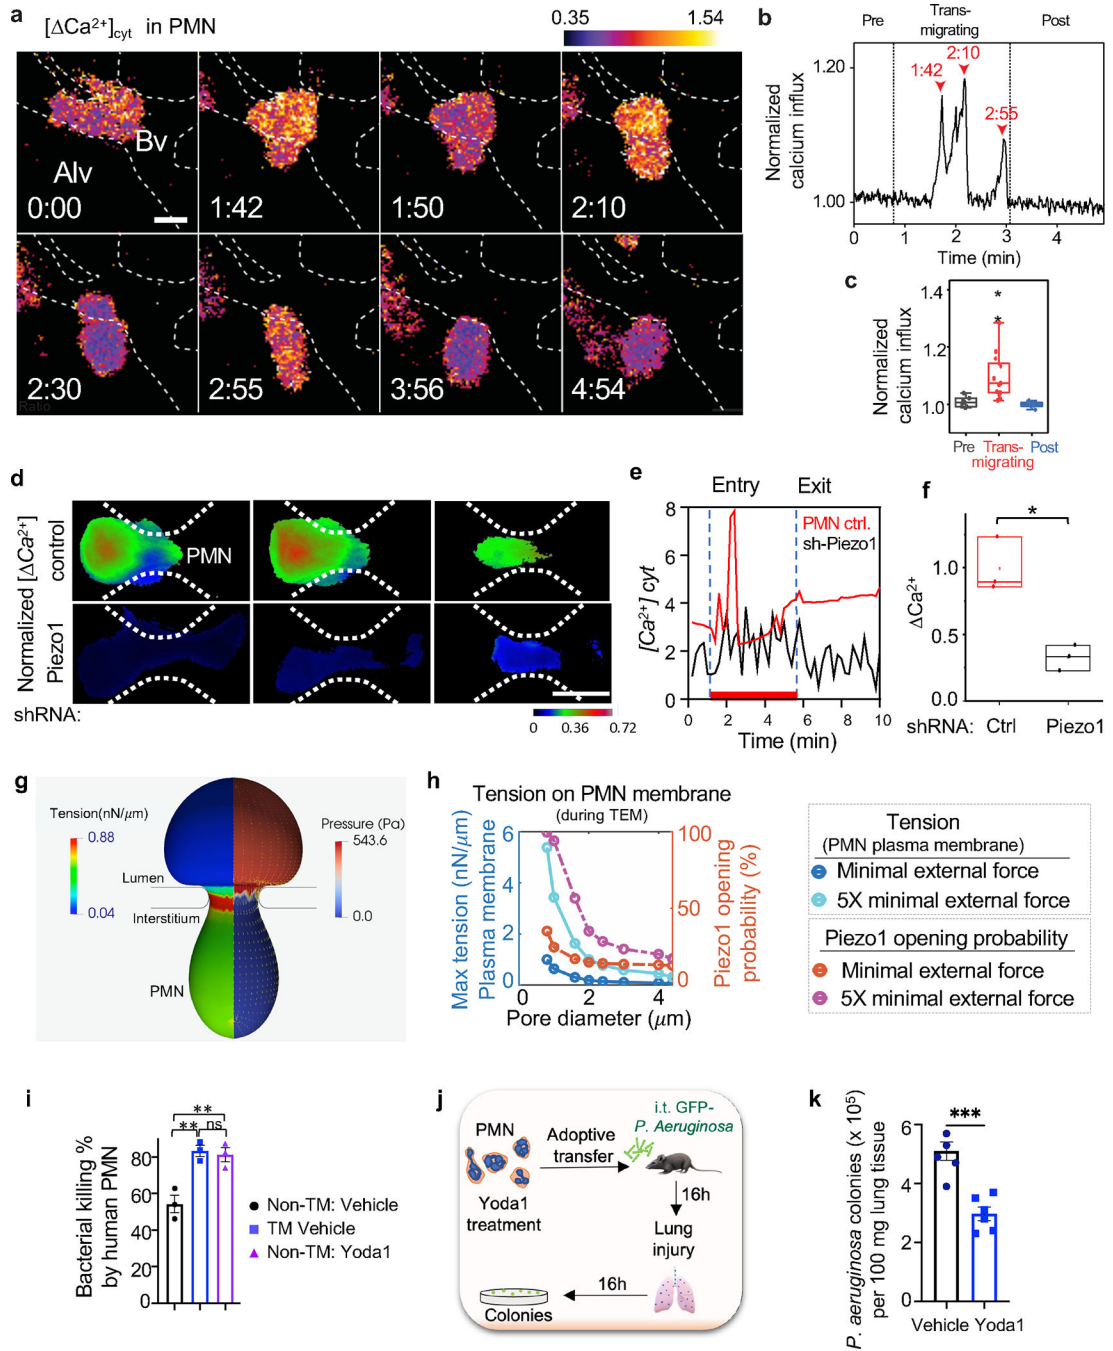 a
[ΔCa²⁺]cyt in PMN
0.35 1.54
Bv
Alv
0:00
1:42
1:50
2:10
2:30
2:55
3:56
4:54
Ratio
b
Pre
Trans-
migrating
Post
Normalized
calcium influx
1.20
1.00
1:42
2:10
2:55
0 1 2 3 4
Time (min)
c
Normalized
calcium influx
1.4
1.2
1.0
*
*
Pre
Trans-
migrating
Post
d
Normalized [ΔCa²⁺]
control
Piezo1
PMN
shRNA:
0 0.36 0.72
e
Entry Exit
PMN ctrl.
sh-Piezo1
[Ca²⁺] cyt
8
6
4
2
0
0 2 4 6 8 10
Time (min)
f
*
ΔCa²⁺
1.0
0.5
0.0
shRNA: Ctrl Piezo1
g
Tension(nN/μm)
0.88
0.04
Pressure (Pa)
543.6
0.0
Lumen
Interstitium
PMN
h
Tension on PMN membrane
(during TEM)
Max tension (nN/μm)
Plasma membrane
6
4
2
0
100
50
0
Piezo1 opening
probability (%)
0 2.0 4.0
Pore diameter (μm)
Tension
(PMN plasma membrane)
Minimal external force
5X minimal external force
Piezo1 opening probability
Minimal external force
5X minimal external force
i
**
** ns
Bacterial killing %
by human PMN
80
60
40
20
0
Non-TM: Vehicle
TM Vehicle
Non-TM: Yoda1
j
PMN
Yoda1
treatment
Adoptive
transfer
i.t. GFP-
P. Aeruginosa
16h
Lung
injury
16h
Colonies
k
***
P. aeruginosa colonies (x 10⁵)
per 100 mg lung tissue
6
4
2
0
Vehicle Yoda1